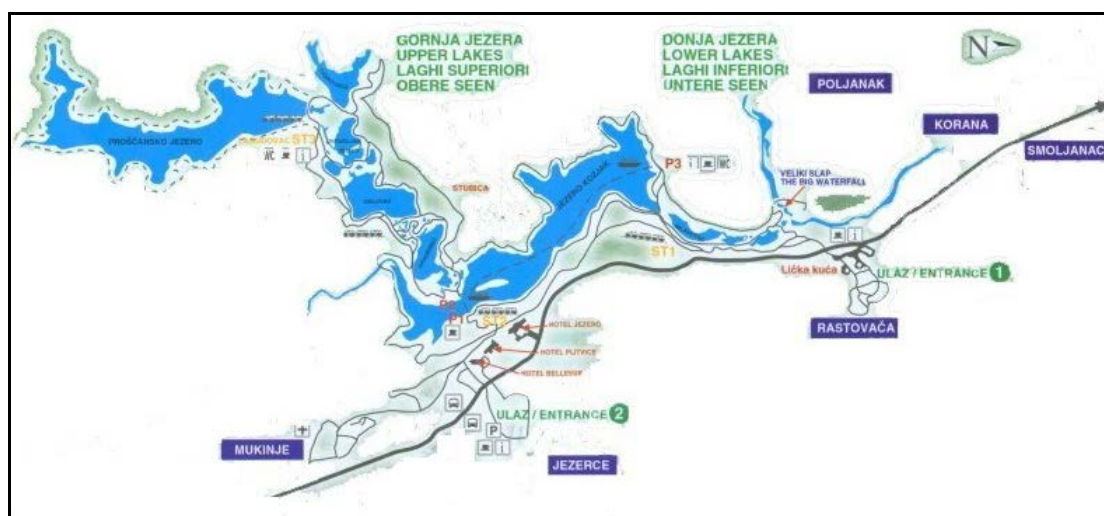 GORNJA JEZERA
UPPER LAKES
LAGHI SUPERIORI
OBERE SEEN
DONJA JEZERA
LOWER LAKES
LAGHI INFERIORI
UNTERE SEEN
N
POLJANAK
KORANA
SMOLJANAC
PROŠĆANSKO JEZERO
ST3
WC
i
STUBICA
JEZERO KOZJAK
P3
i
WC
VELIKI SLAP
THE BIG WATERFALL
ST1
i
Lička kuća
ULAZ / ENTRANCE 1
RASTOVAČA
P2
P1
ST2
HOTEL JEZERO
HOTEL PLITVICE
HOTEL BELLEVUE
ULAZ / ENTRANCE 2
P
i
MUKINJE
JEZERCE